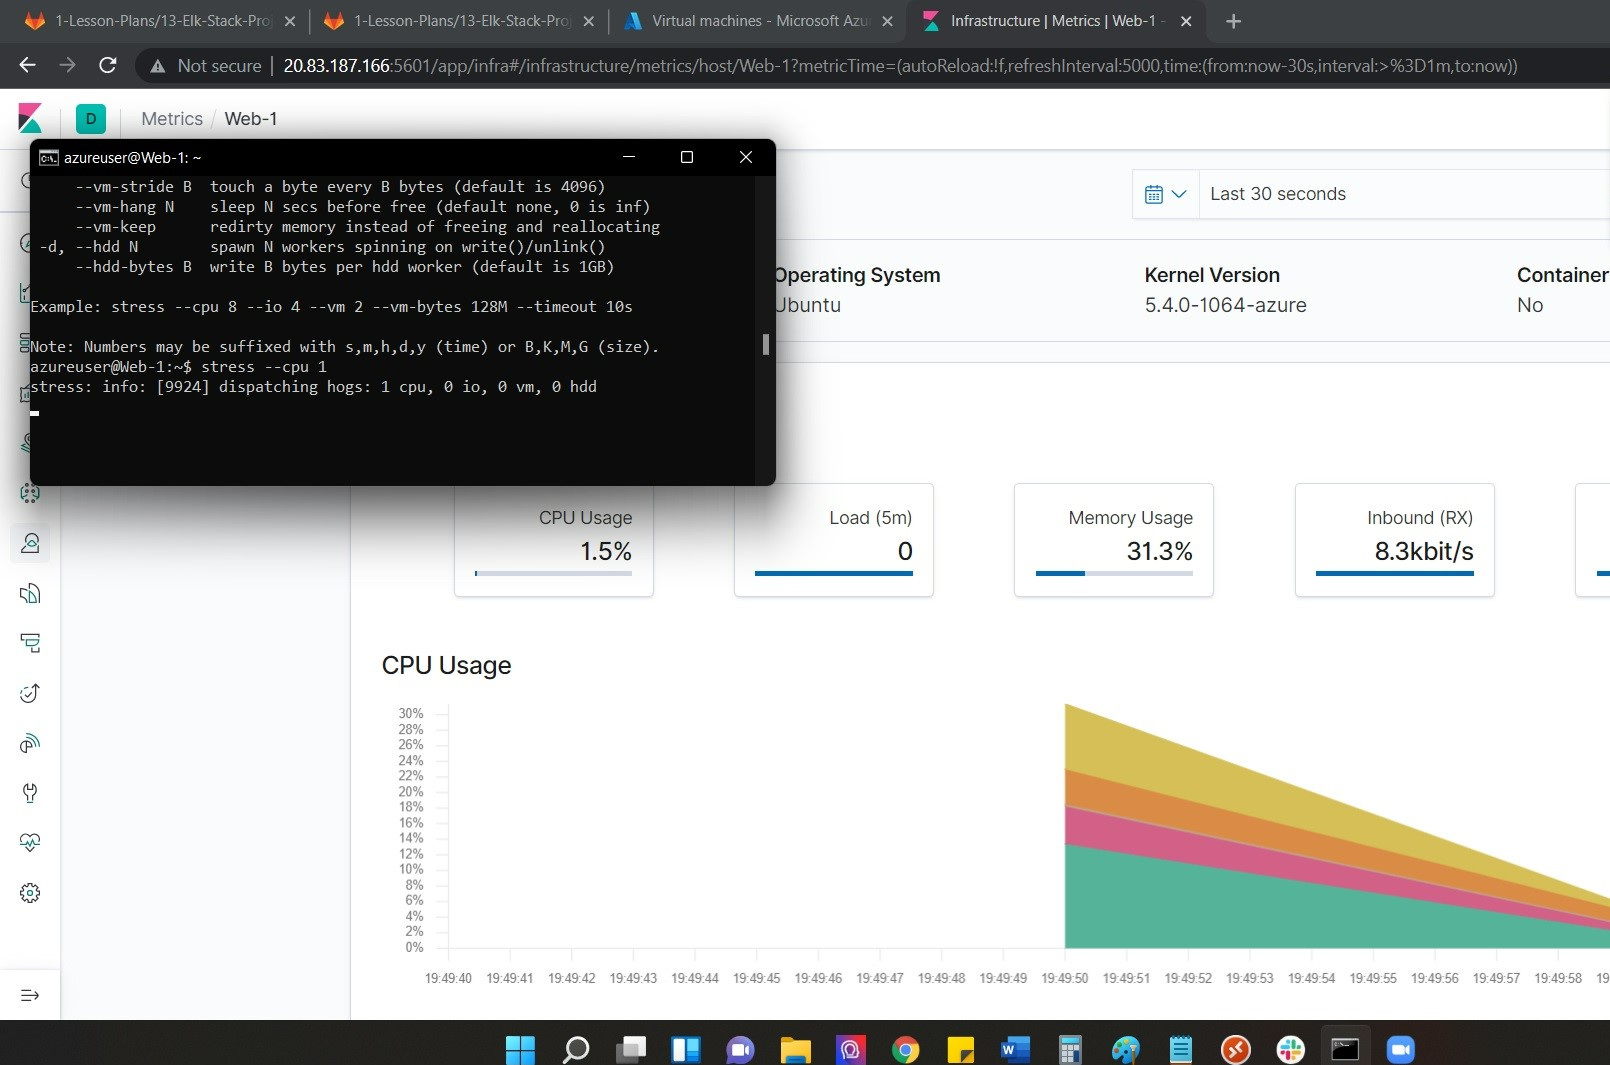 1-Lesson-Plans/13-Elk-Stack-Proj
1-Lesson-Plans/13-Elk-Stack-Proj
Virtual machines - Microsoft Azu
Infrastructure | Metrics | Web-1 -
Not secure
20.83.187.166:5601/app/infra#/infrastructure/metrics/host/Web-1?metricTime=(autoReload:!f,refreshInterval:5000,time:(from:now-30s,interval:>%3D1m,to:now))
D
Metrics / Web-1
azureuser@Web-1: ~
--vm-stride B touch a byte every B bytes (default is 4096)
--vm-hang N sleep N secs before free (default none, 0 is inf)
--vm-keep redirty memory instead of freeing and reallocating
-d, --hdd N spawn N workers spinning on write()/unlink()
--hdd-bytes B write B bytes per hdd worker (default is 1GB)
Example: stress --cpu 8 --io 4 --vm 2 --vm-bytes 128M --timeout 10s
Note: Numbers may be suffixed with s,m,h,d,y (time) or B,K,M,G (size).
azureuser@Web-1:~$ stress --cpu 1
stress: info: [9924] dispatching hogs: 1 cpu, 0 io, 0 vm, 0 hdd
Last 30 seconds
Operating System
Ubuntu
Kernel Version
5.4.0-1064-azure
Container
No
CPU Usage
1.5%
Load (5m)
0
Memory Usage
31.3%
Inbound (RX)
8.3kbit/s
CPU Usage
30%
28%
26%
24%
22%
20%
18%
16%
14%
12%
10%
8%
6%
4%
2%
0%
19:49:40 19:49:41 19:49:42 19:49:43 19:49:44 19:49:45 19:49:46 19:49:47 19:49:48 19:49:49 19:49:50 19:49:51 19:49:52 19:49:53 19:49:54 19:49:55 19:49:56 19:49:57 19:49:58 19